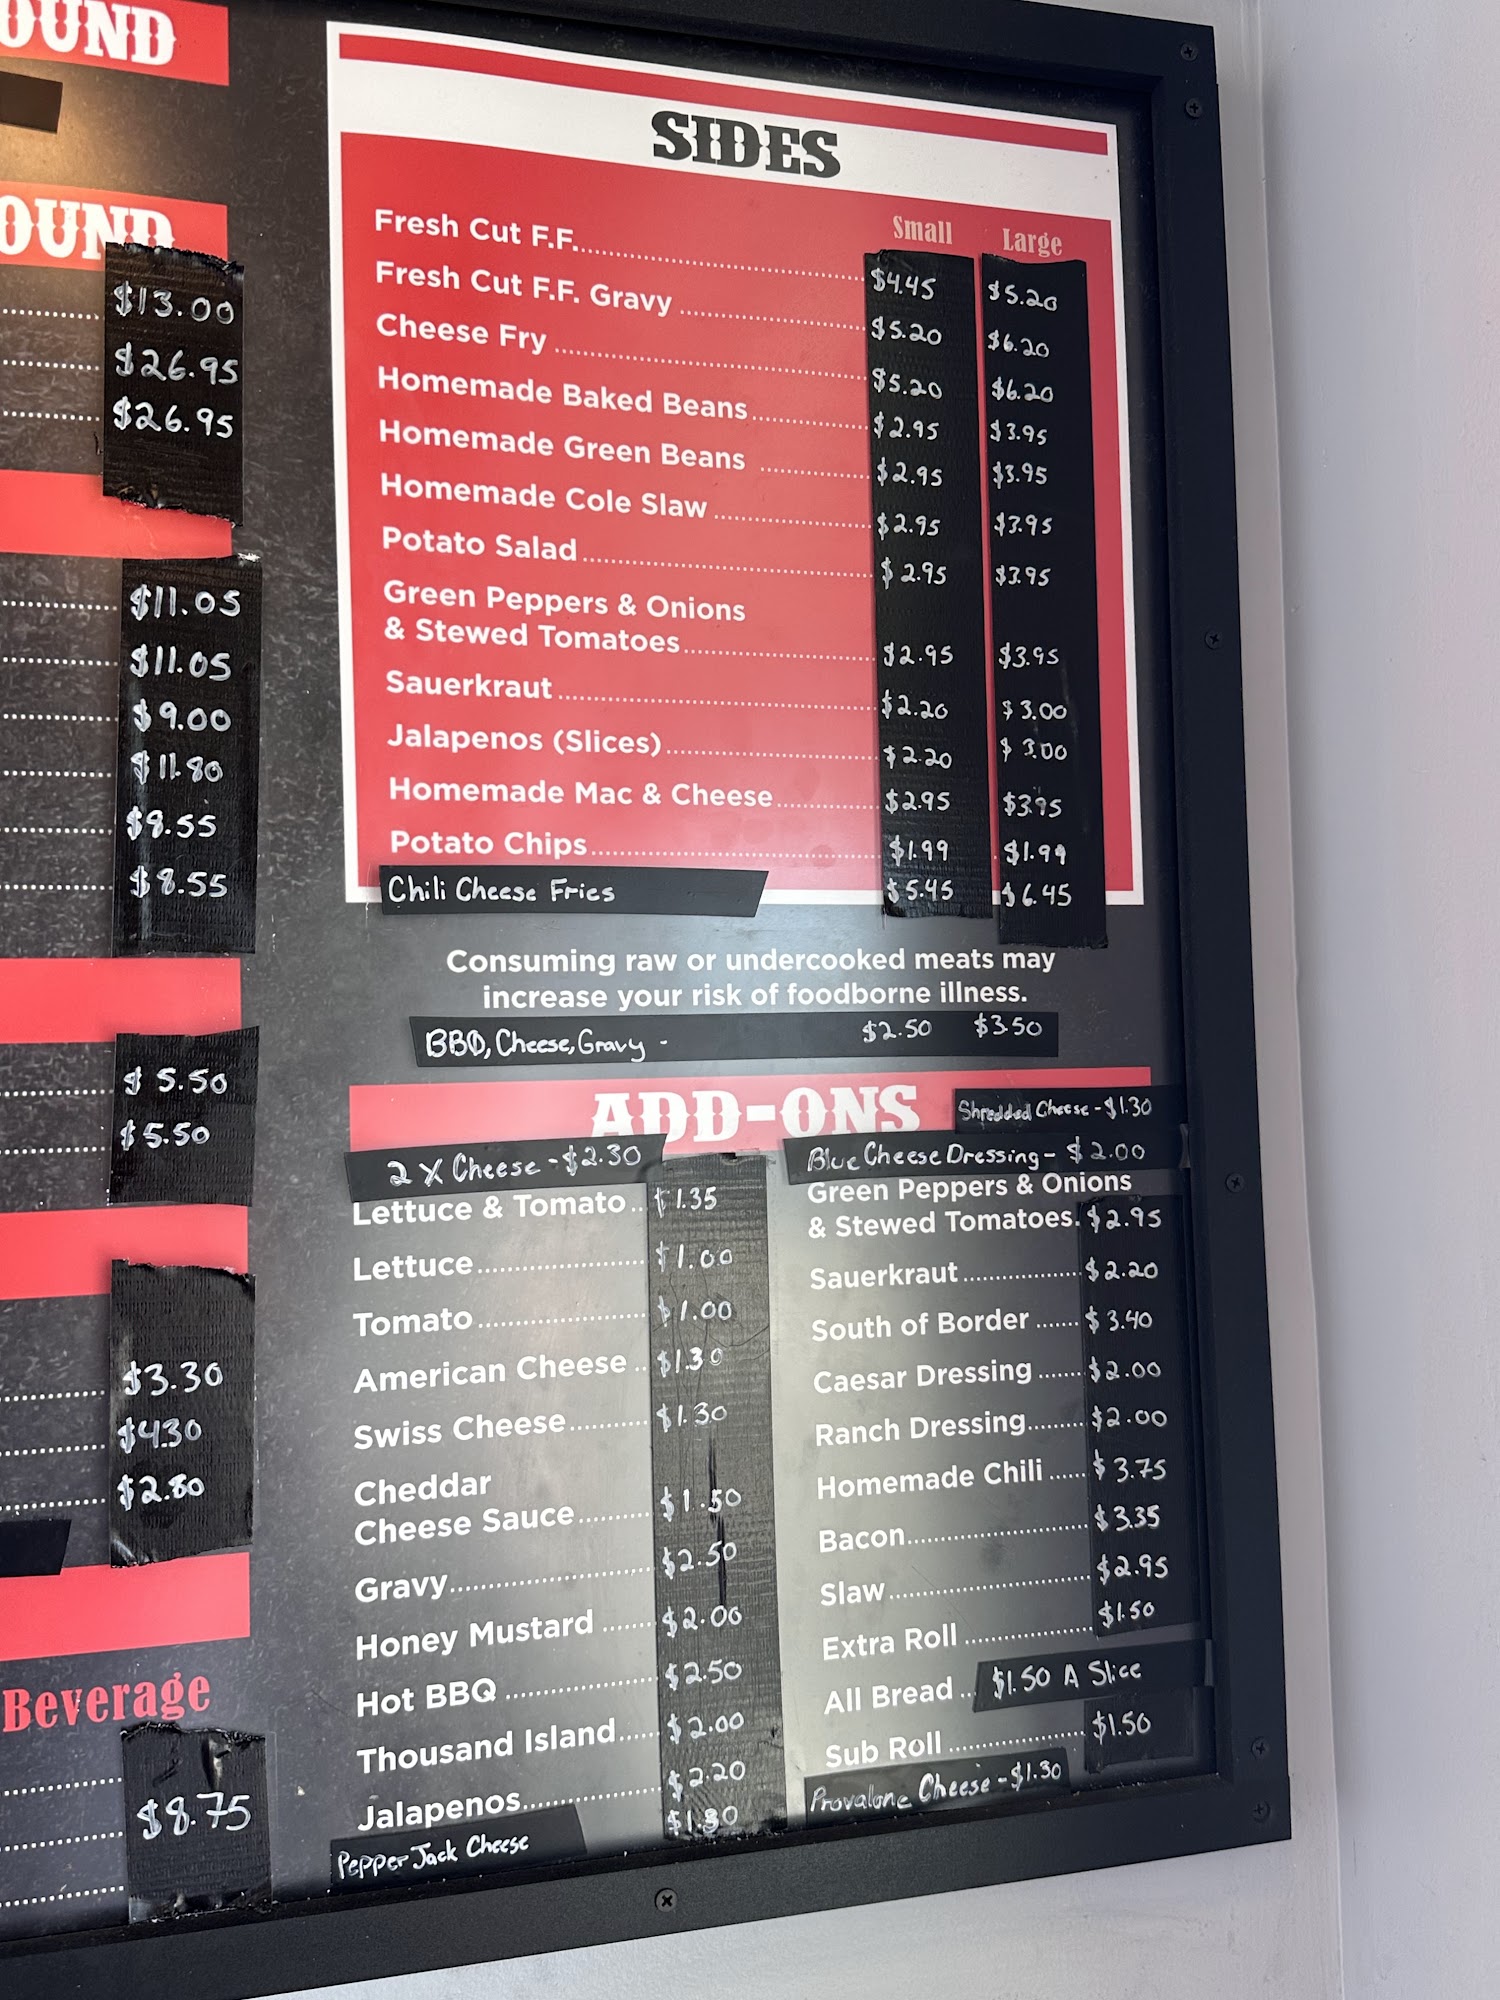 OUND
OUND
$13.00
$26.95
$26.95
$11.05
$11.05
$9.00
$11.80
$8.55
$8.55
$5.50
$5.50
$3.30
$4.30
$2.80
Beverage
$8.75
SIDES
Small Large
Fresh Cut F.F. $4.45 $5.20
Fresh Cut F.F. Gravy $5.20 $6.20
Cheese Fry $5.20 $6.20
Homemade Baked Beans $2.95 $3.95
Homemade Green Beans $2.95 $3.95
Homemade Cole Slaw $2.95 $3.95
Potato Salad $2.95 $3.95
Green Peppers & Onions
& Stewed Tomatoes $2.95 $3.95
Sauerkraut $2.20 $3.00
Jalapenos (Slices) $2.20 $3.00
Homemade Mac & Cheese $2.95 $3.95
Potato Chips $1.99 $1.99
Chili Cheese Fries $5.45 $6.45
Consuming raw or undercooked meats may
increase your risk of foodborne illness.
BBQ, Cheese, Gravy - $2.50 $3.50
ADD-ONS
2 X Cheese - $2.30
Lettuce & Tomato $1.35
Lettuce $1.00
Tomato $1.00
American Cheese $1.30
Swiss Cheese $1.30
Cheddar
Cheese Sauce $1.50
Gravy $2.50
Honey Mustard $2.00
Hot BBQ $2.50
Thousand Island $2.00
Jalapenos $2.20
Pepper Jack Cheese $1.30
Shredded Cheese - $1.30
Blue Cheese Dressing - $2.00
Green Peppers & Onions
& Stewed Tomatoes $2.95
Sauerkraut $2.20
South of Border $3.40
Caesar Dressing $2.00
Ranch Dressing $2.00
Homemade Chili $3.75
Bacon $3.35
Slaw $2.95
Extra Roll $1.50
All Bread $1.50 A Slice
Sub Roll $1.50
Provalone Cheese - $1.30